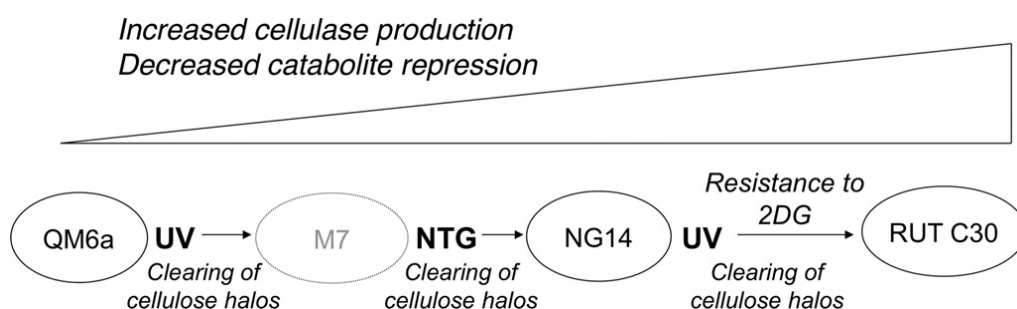 Increased cellulase production
Decreased catabolite repression
Resistance to
2DG
QM6a UV M7 NTG NG14 UV RUT C30
Clearing of Clearing of Clearing of
cellulose halos cellulose halos cellulose halos